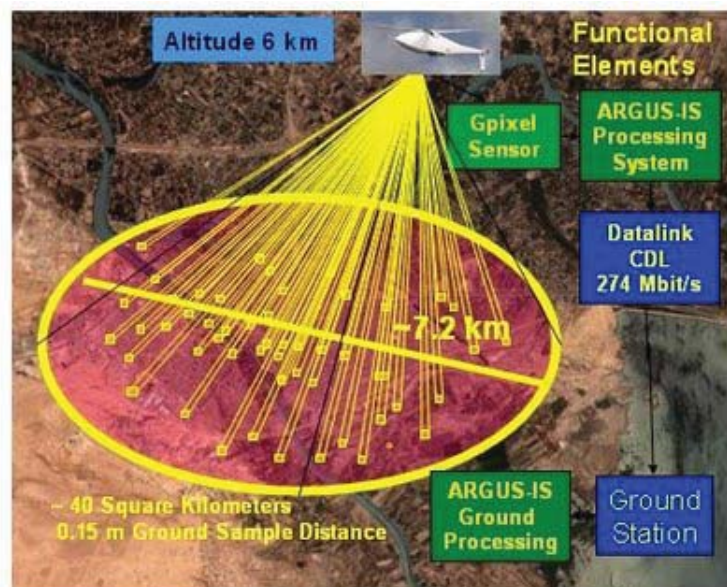 Altitude 6 km
Functional
Elements
Gpixel
Sensor
ARGUS-IS
Processing
System
Datalink
CDL
274 Mbit/s
~7.2 km
~ 40 Square Kilometers
0.15 m Ground Sample Distance
ARGUS-IS
Ground
Processing
Ground
Station